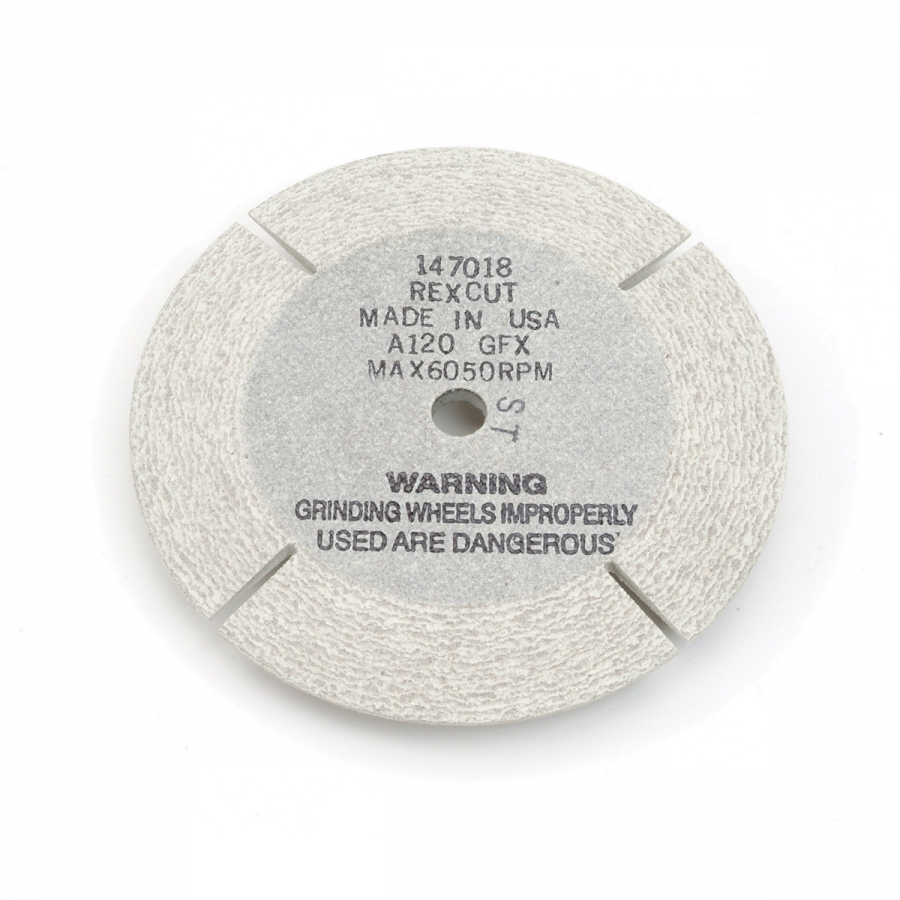 147018
REXCUT
MADE IN USA
A120 GFX
MAX6050RPM
ST
WARNING
GRINDING WHEELS IMPROPERLY
USED ARE DANGEROUS